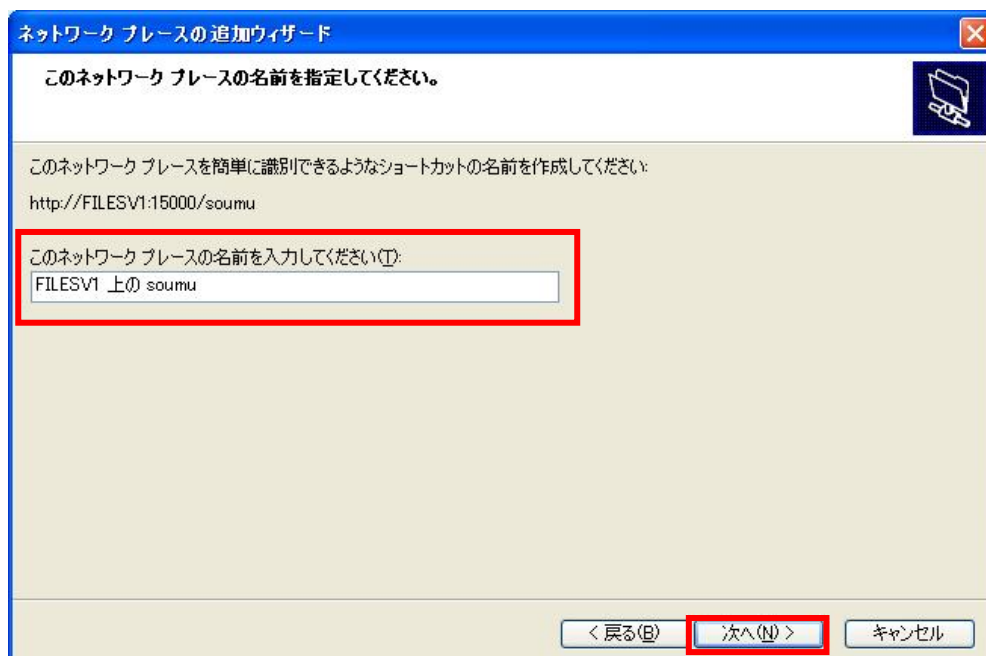 ネットワーク プレースの追加ウィザード
このネットワーク プレースの名前を指定してください。
このネットワーク プレースを簡単に識別できるようなショートカットの名前を作成してください:
http://FILESV1:15000/soumu
このネットワーク プレースの名前を入力してください(T):
FILESV1 上の soumu
< 戻る(B)
次へ(N) >
キャンセル